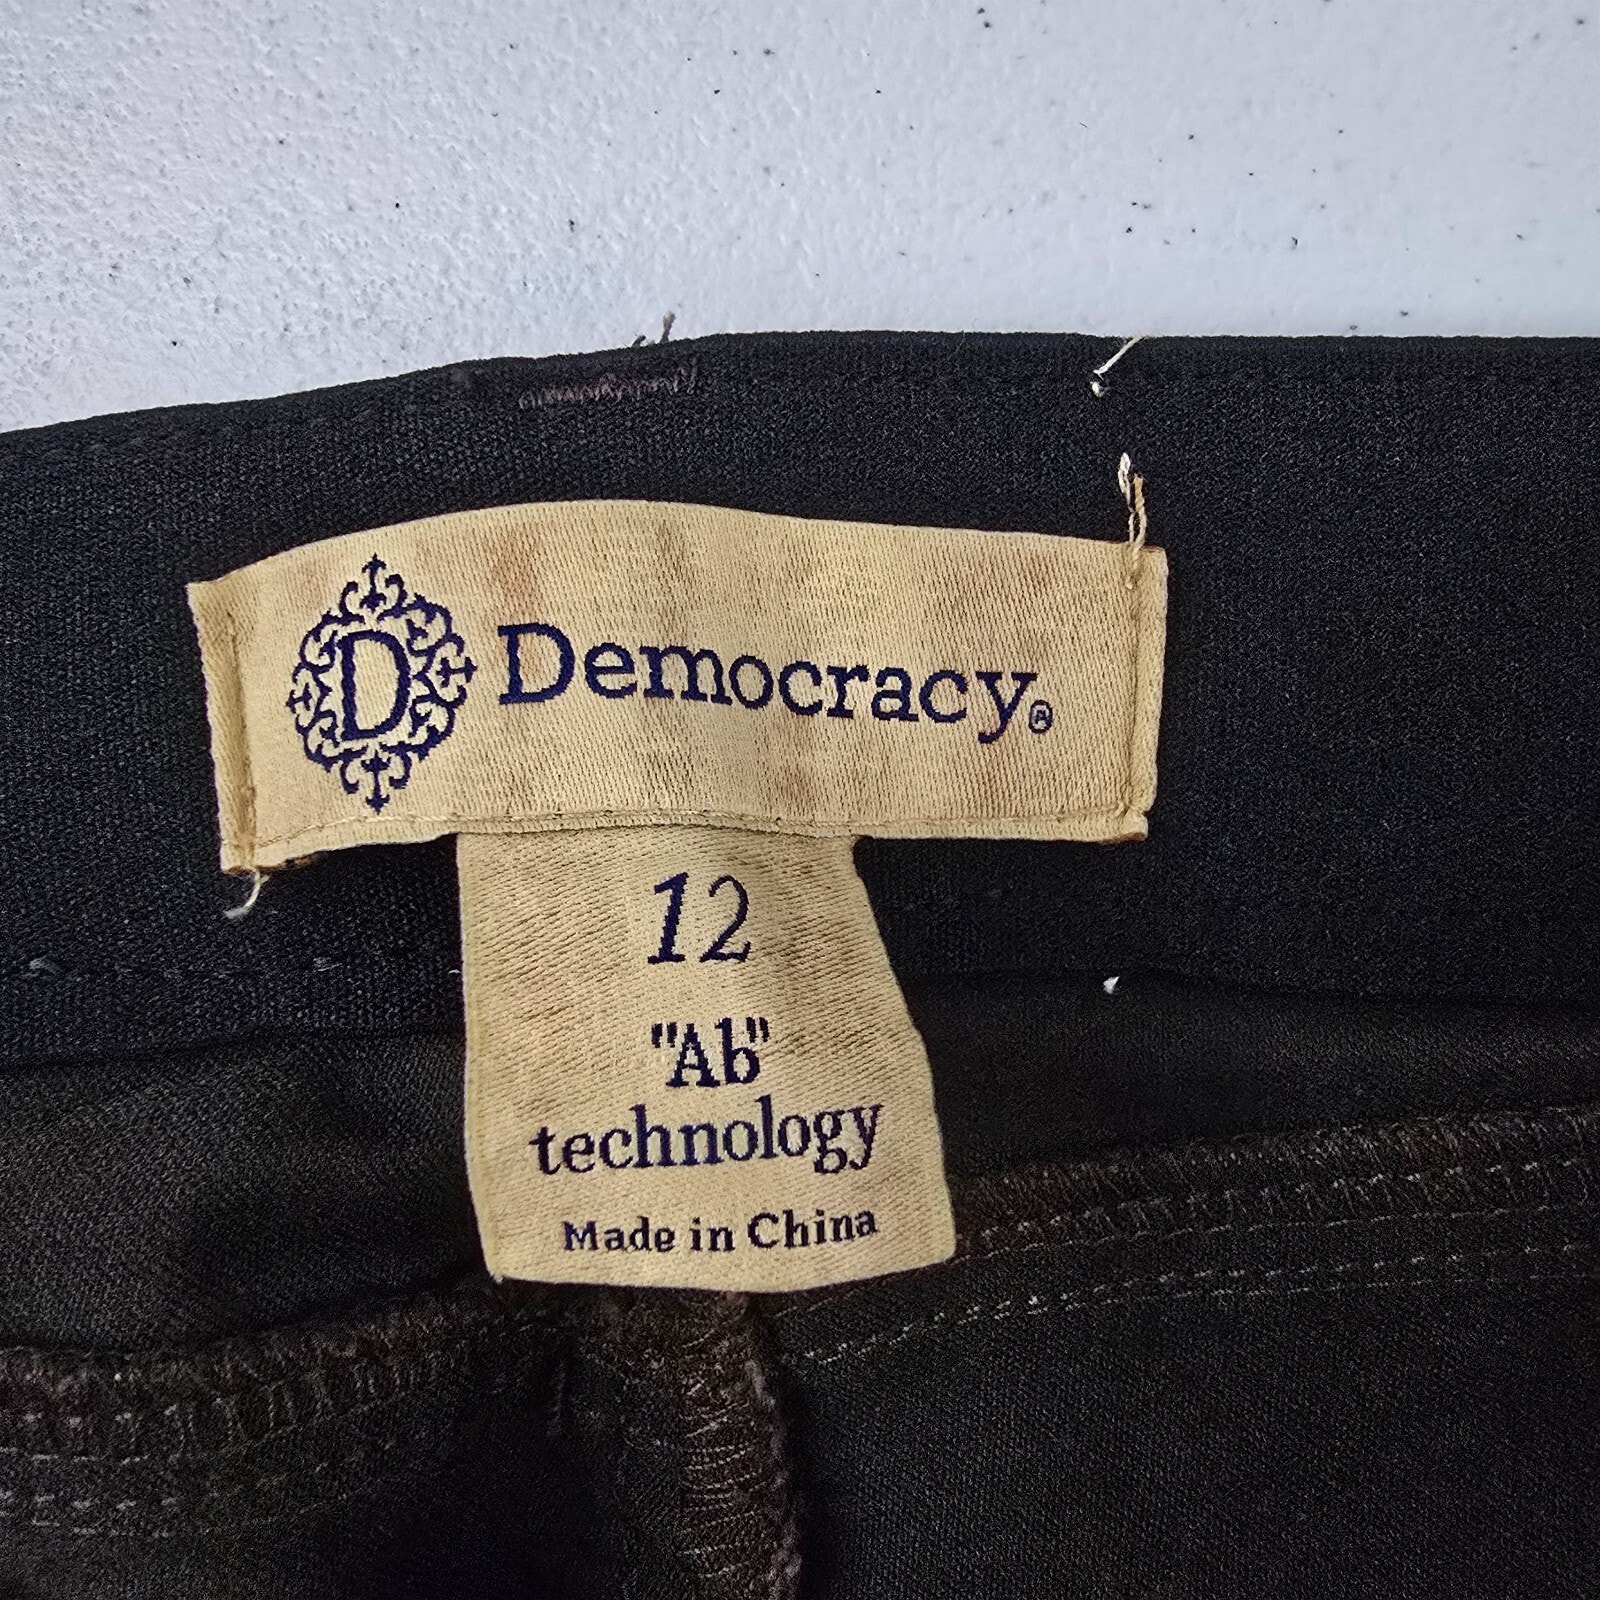 D Democracy®
12
"Ab"
technology
Made in China